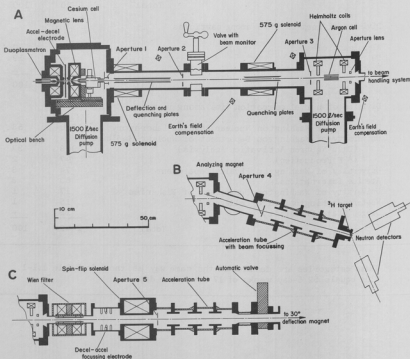 A
Cesium cell
Magnetic lens
Accel-decel
electrode
Duoplasmatron
Aperture 1
Aperture 2
Valve with
beam monitor
575 g solenoid
Aperture 3
Helmholtz coils
Argon cell
Aperture lens
to beam
handling system
Optical bench
1500 ℓ/sec
Diffusion
pump
Deflection and
quenching plates
575 g solenoid
Earth's field
compensation
Quenching plates
1500 ℓ/sec
Diffusion
pump
Earth's field
compensation
10 cm
50 cm
B
Analyzing magnet
Aperture 4
³H target
Acceleration tube
with beam focussing
Neutron detectors
C
Wien filter
Spin-flip solenoid
Aperture 5
Acceleration tube
Automatic valve
to 30°
deflection magnet
Decel-accel
focussing electrode